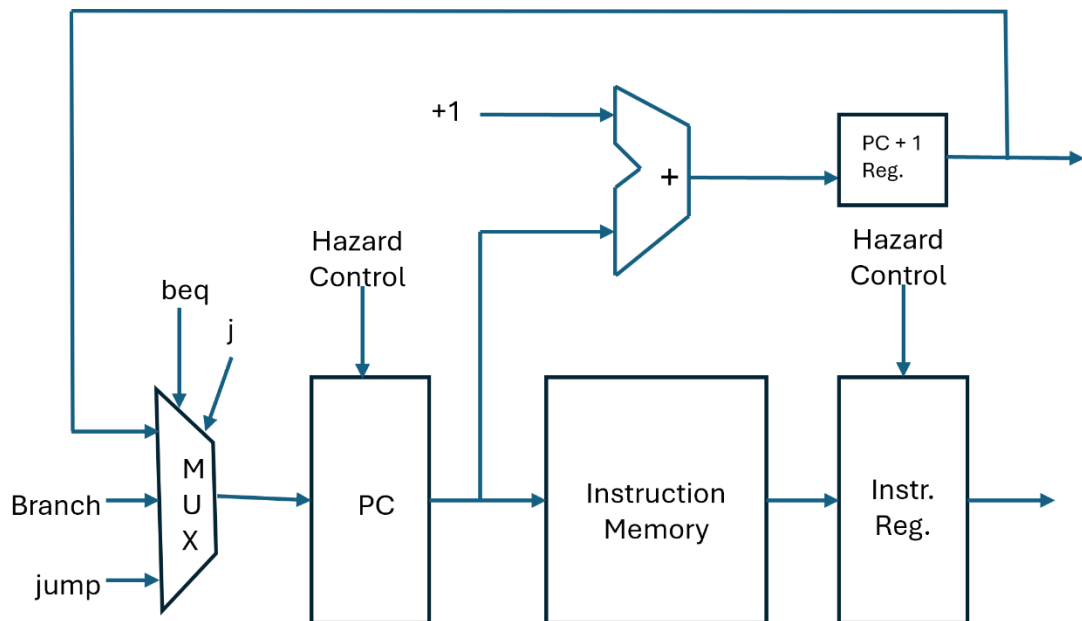 +1
+
PC + 1
Reg.
Hazard
Control
Hazard
Control
beq
j
M
U
X
Branch
jump
PC
Instruction
Memory
Instr.
Reg.